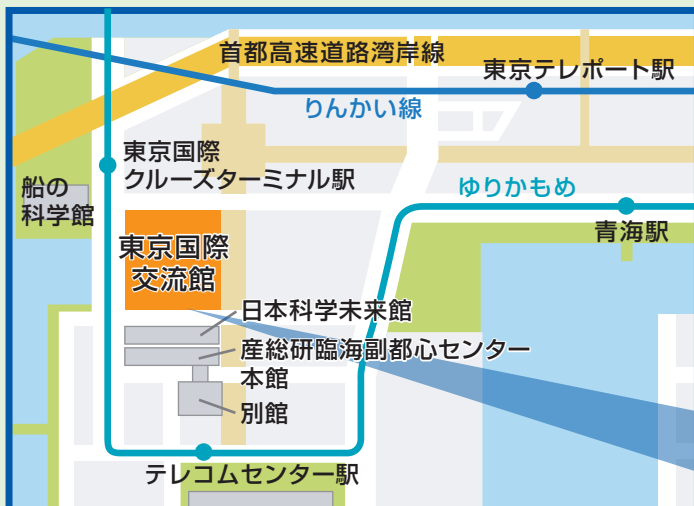 首都高速道路湾岸線
東京テレポート駅
りんかい線
東京国際
クルーズターミナル駅
船の
科学館
ゆりかもめ
青海駅
東京国際
交流館
日本科学未来館
産総研臨海副都心センター
本館
別館
テレコムセンター駅